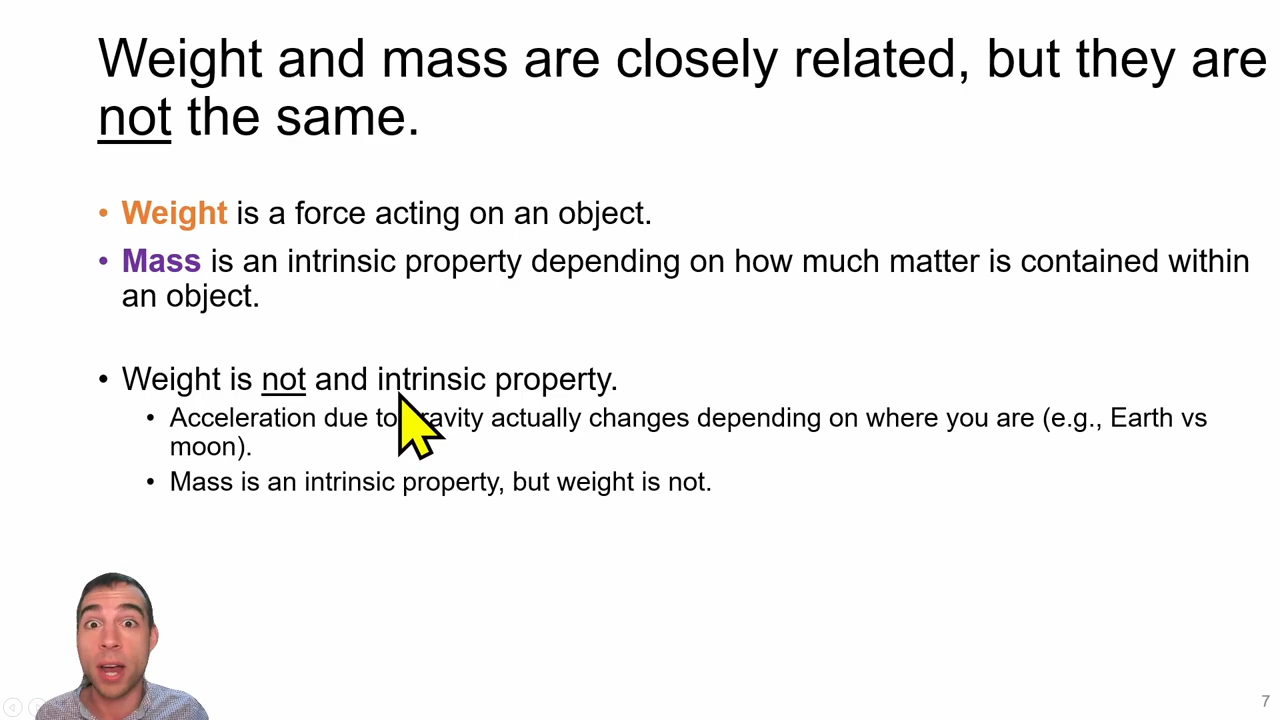 Weight and mass are closely related, but they are
not the same.
• Weight is a force acting on an object.
• Mass is an intrinsic property depending on how much matter is contained within
an object.
• Weight is not and intrinsic property.
• Acceleration due to gravity actually changes depending on where you are (e.g., Earth vs
moon).
• Mass is an intrinsic property, but weight is not.
7